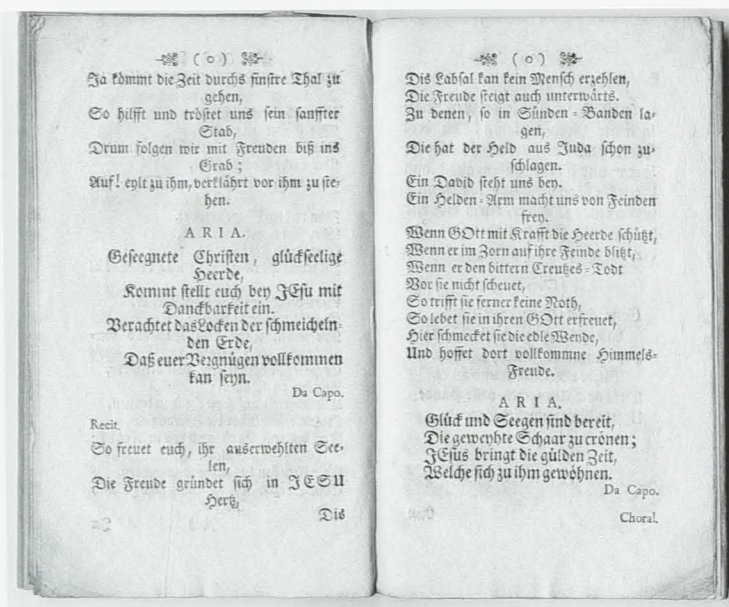 ( o )
Ja kömmt die Zeit durchs finstre Thal zu
gehen,
So hilfft und tröstet uns sein sanffter
Stab,
Drum folgen wir mit Freuden biß ins
Grab;
Auf! eylt zu ihm, verklährt vor ihm zu ste-
hen.
ARIA.
Geseegnete Christen, glückseelige
Heerde,
Kommt stellt euch bey JEsu mit
Danckbarkeit ein.
Verachtet das Locken der schmeicheln-
den Erde,
Daß euer Vergnügen vollkommen
kan seyn.
Da Capo.
Recit.
So freuet euch, ihr auserwehlten See-
len,
Die Freude gründet sich in JESU
Hertz,
Dis
( o )
Dis Labsal kan kein Mensch erzehlen,
Die Freude steigt auch unterwärts.
Zu denen, so in Sünden-Banden la-
gen,
Die hat der Held aus Juda schon zu-
schlagen.
Ein David steht uns bey.
Ein Helden-Arm macht uns von Feinden
frey.
Wenn GOtt mit Krafft die Heerde schützt,
Wenn er im Zorn auf ihre Feinde blitzt,
Wenn er den bittern Creutzes-Todt
Vor sie nicht scheuet,
So trifft sie ferner keine Noth,
So lebet sie in ihren GOtt erfreuet,
Hier schmecket sie die edle Weyde,
Und hoffet dort vollkommne Himmels-
Freude.
ARIA.
Glück und Seegen sind bereit,
Die geweyhte Schaar zu crönen;
JEsus bringt die gülden Zeit,
Welche sich zu ihm gewöhnen.
Da Capo.
Choral.